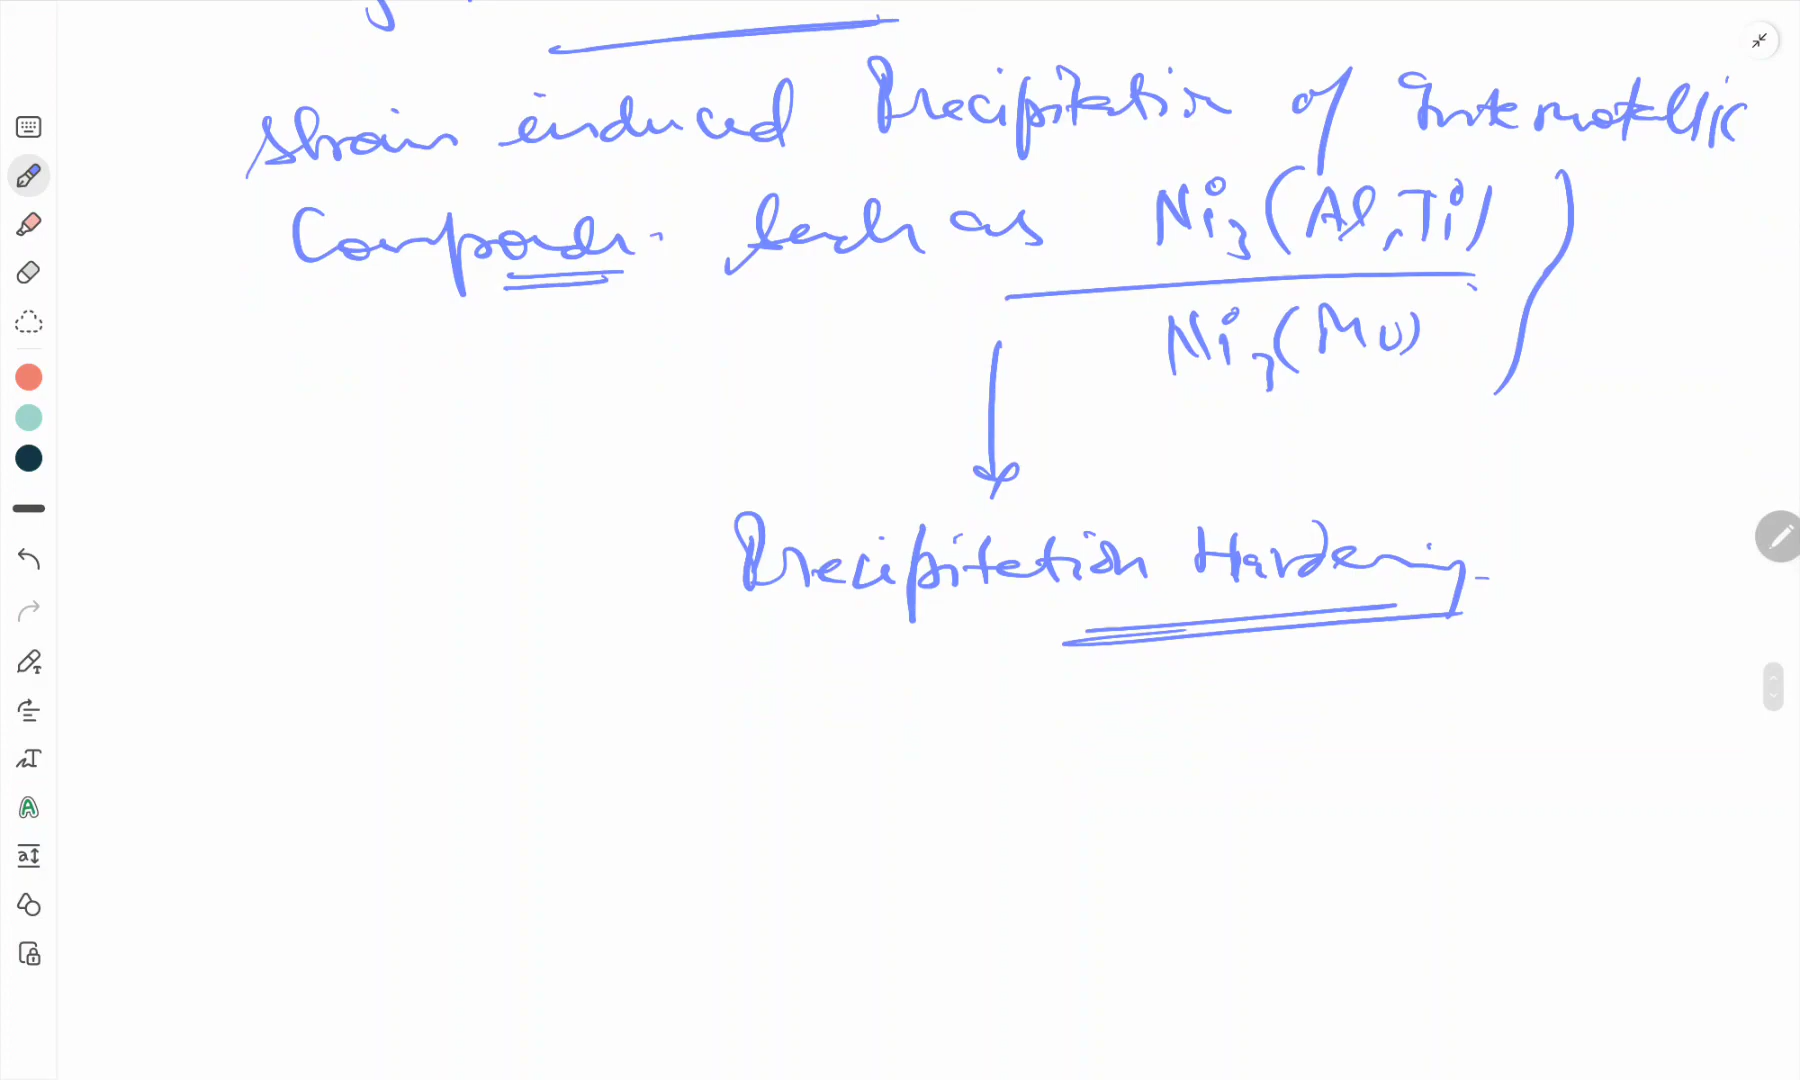 Strain induced Precipitation of Intermetallic
Compounds. Such as Ni3(Al, Ti)
Ni3(Mo)
Precipitation Hardening.